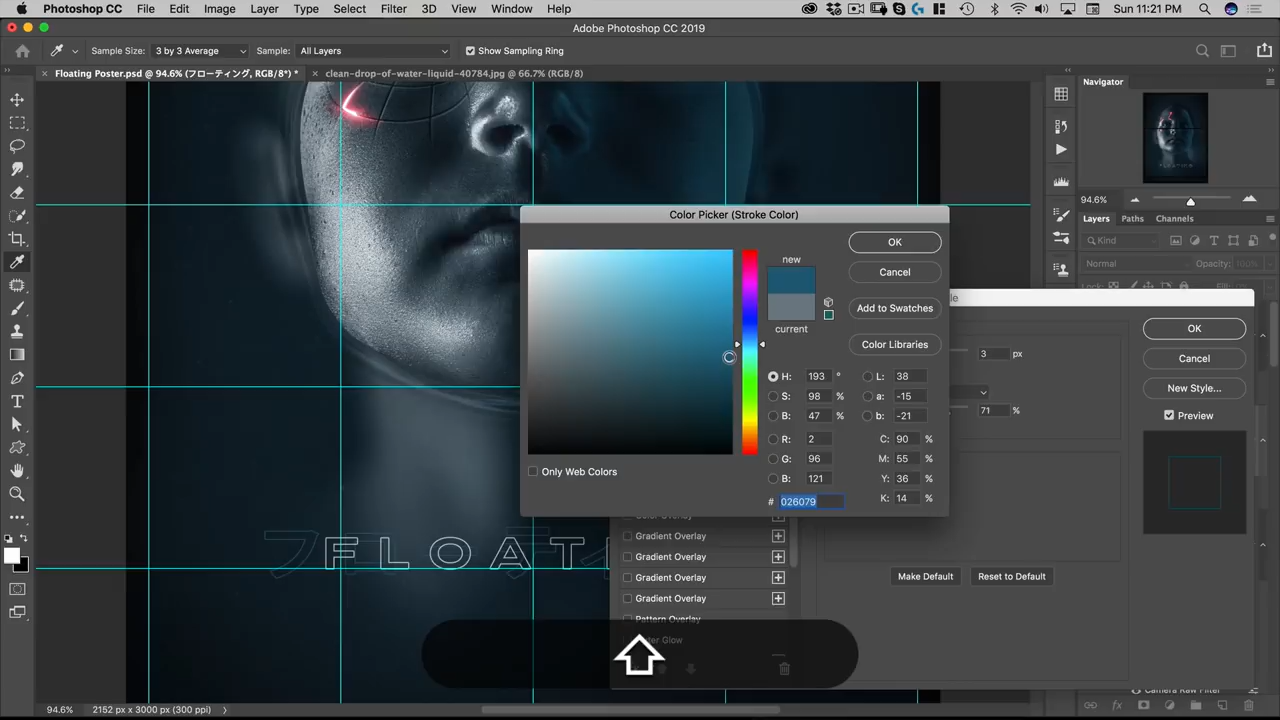 Photoshop CC File Edit Image Layer Type Select Filter 3D View Window Help Sun 11:21 PM
Adobe Photoshop CC 2019
Sample Size: 3 by 3 Average Sample: All Layers Show Sampling Ring
Floating Poster.psd @ 94.6% (フローティング, RGB/8*) * clean-drop-of-water-liquid-40784.jpg @ 66.7% (RGB/8)
Navigator
94.6%
Layers Paths Channels
Kind
Normal Opacity: 100%
Lock: Fill:
Color Picker (Stroke Color)
new
current
OK
Cancel
Add to Swatches
Color Libraries
H: 193 ° L: 38
S: 98 % a: -15
B: 47 % b: -21
R: 2 C: 90 %
G: 96 M: 55 %
B: 121 Y: 36 %
# 026079 K: 14 %
Only Web Colors
3 px
71 %
OK
Cancel
New Style...
Preview
Color Overlay
Gradient Overlay
Gradient Overlay
Gradient Overlay
Gradient Overlay
Pattern Overlay
Outer Glow
Make Default Reset to Default
FLOATI
Camera Raw Filter
94.6% 2152 px x 3000 px (300 ppi)